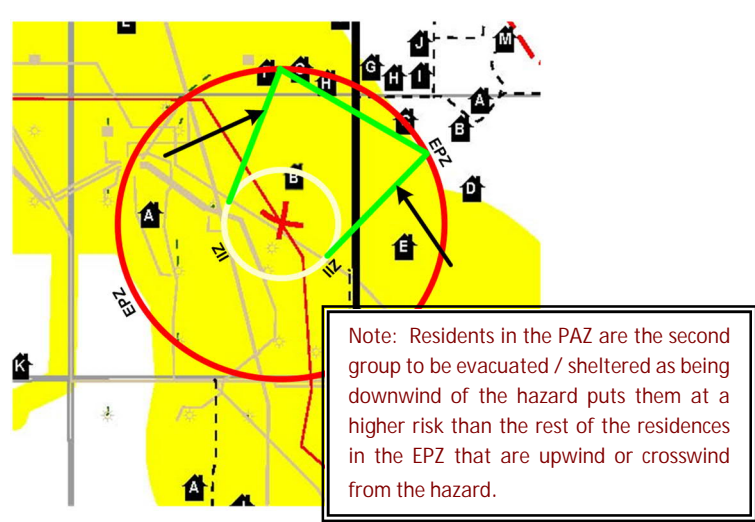 J
M
G
H
I
H
A
B
EPZ
B
D
A
E
IIZ
IIZ
EPZ
K
A
Note: Residents in the PAZ are the second
group to be evacuated / sheltered as being
downwind of the hazard puts them at a
higher risk than the rest of the residences
in the EPZ that are upwind or crosswind
from the hazard.